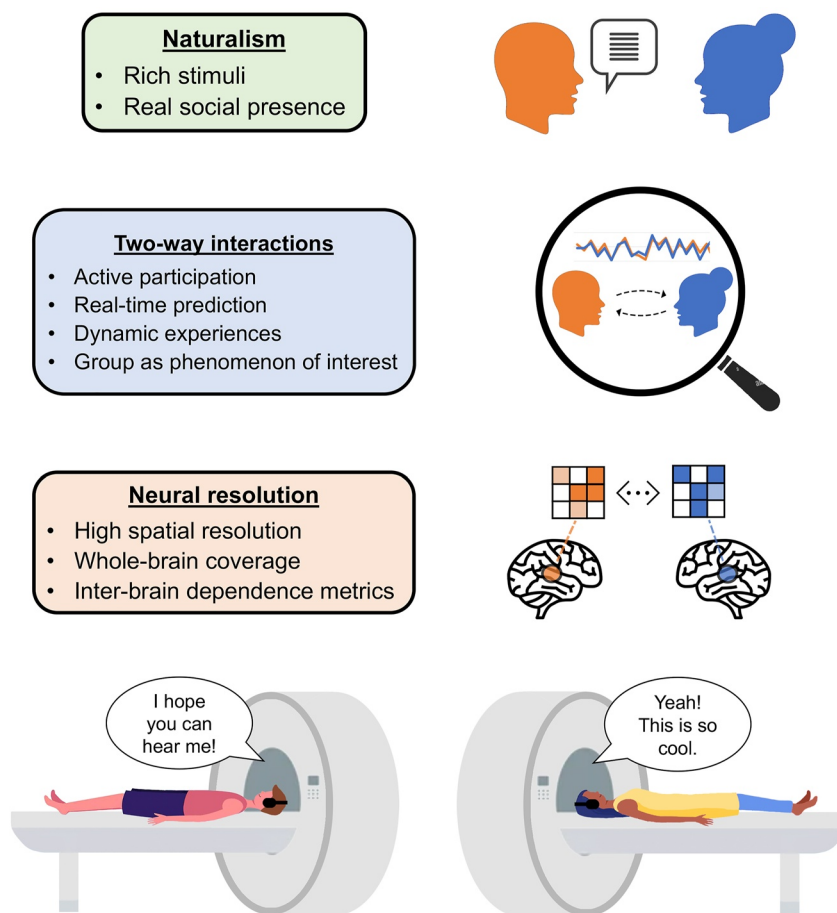 Naturalism
• Rich stimuli
• Real social presence
Two-way interactions
• Active participation
• Real-time prediction
• Dynamic experiences
• Group as phenomenon of interest
Neural resolution
• High spatial resolution
• Whole-brain coverage
• Inter-brain dependence metrics
I hope
you can
hear me!
Yeah!
This is so
cool.